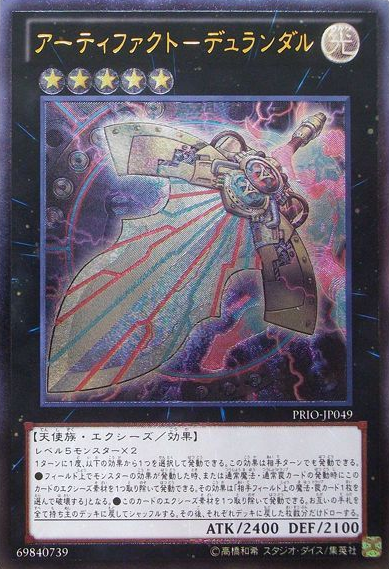 アーティファクトーデュランダル
光
PRIO-JP049
【天使族・エクシーズ/効果】
レベル5モンスター×2
1ターンに1度、以下の効果から1つを選択して発動できる。この効果は相手ターンでも発動できる。
●フィールド上でモンスターの効果が発動した時、または通常魔法・通常罠カードの発動時にこ
のカードのエクシーズ素材を1つ取り除いて発動できる。その効果は「相手フィールド上の魔法・罠カード1枚を
選んで破壊する」となる。●このカードのエクシーズ素材を1つ取り除いて発動できる。お互いの手札を
全て持ち主のデッキに戻してシャッフルする。その後、それぞれデッキに戻した枚数分だけドローする。
ATK/2400 DEF/2100
69840739
©高橋和希 スタジオ・ダイス/集英社